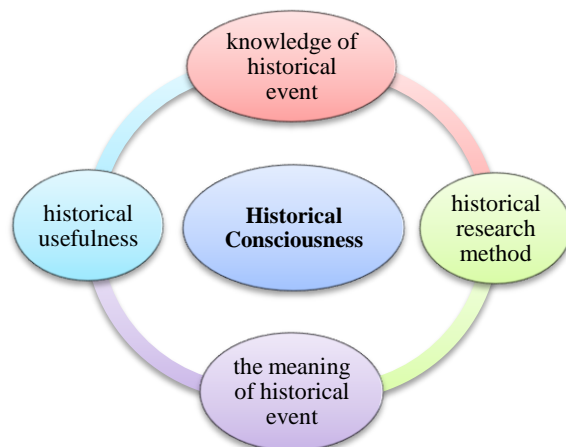 knowledge of
historical
event
historical
usefulness
Historical
Consciousness
historical
research
method
the meaning
of historical
event